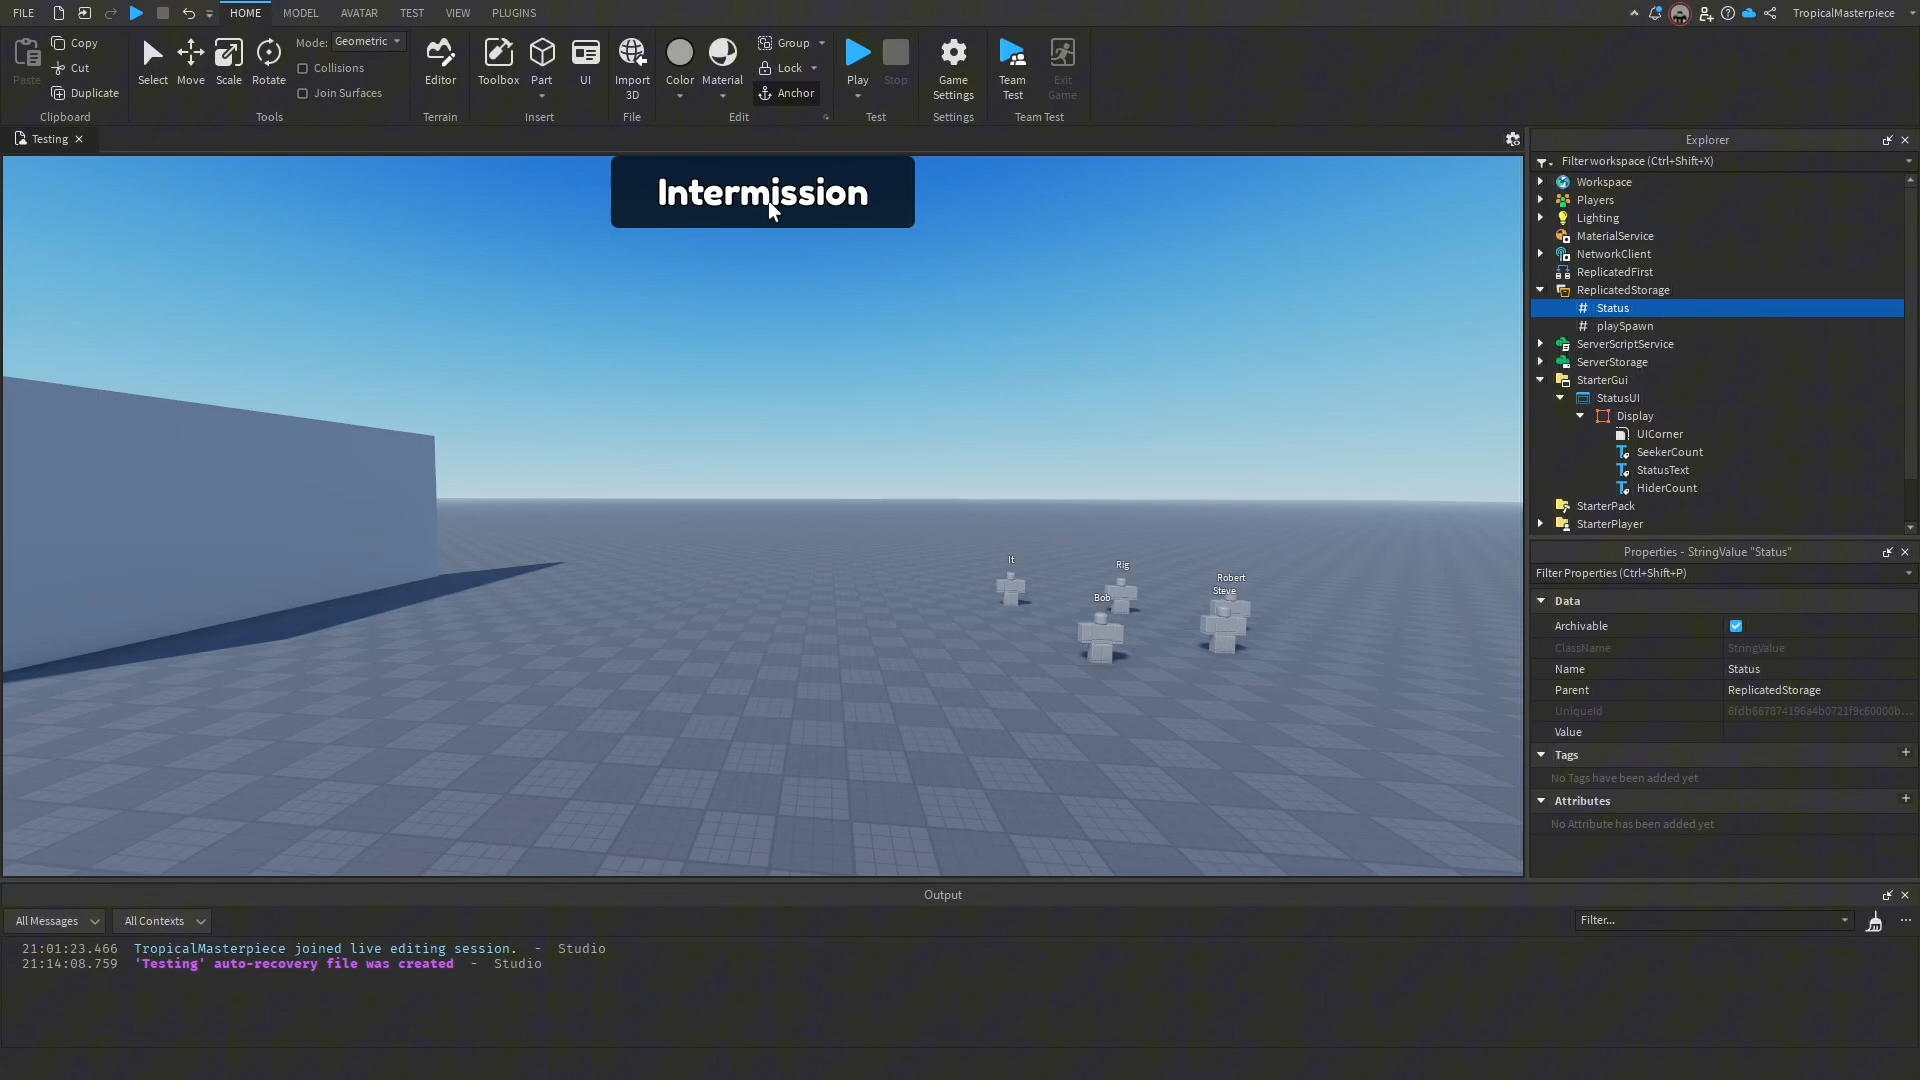 FILE HOME MODEL AVATAR TEST VIEW PLUGINS TropicalMasterpiece
Paste Copy Cut Duplicate
Clipboard
Select Move Scale Rotate Mode: Geometric
Collisions
Join Surfaces
Tools
Editor
Terrain
Toolbox Part UI
Insert
Import 3D
File
Color Material Group
Lock
Anchor
Edit
Play Stop
Test
Game Settings
Settings
Team Test Exit Game
Team Test
Testing
Intermission
It
Rig
Robert
Steve
Bob
Explorer
Filter workspace (Ctrl+Shift+X)
Workspace
Players
Lighting
MaterialService
NetworkClient
ReplicatedFirst
ReplicatedStorage
# Status
# playSpawn
ServerScriptService
ServerStorage
StarterGui
StatusUI
Display
UICorner
SeekerCount
StatusText
HiderCount
StarterPack
StarterPlayer
Properties - StringValue "Status"
Filter Properties (Ctrl+Shift+P)
Data
Archivable
ClassName StringValue
Name Status
Parent ReplicatedStorage
UniqueId 6fdb667874196a4b0721f9c60000b...
Value
Tags +
No Tags have been added yet
Attributes +
No Attribute has been added yet
Output
All Messages All Contexts Filter...
21:01:23.466 TropicalMasterpiece joined live editing session. - Studio
21:14:08.759 'Testing' auto-recovery file was created - Studio